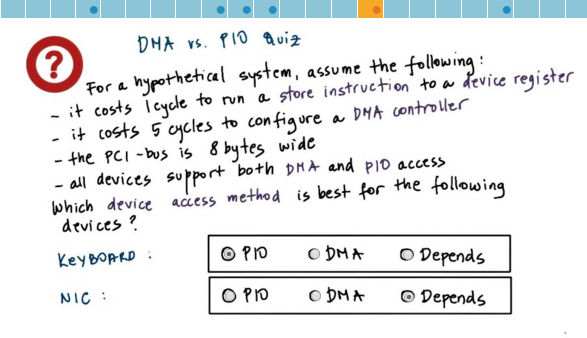 ?
DMA vs. PIO Quiz
For a hypothetical system, assume the following:
- it costs 1 cycle to run a store instruction to a device register
- it costs 5 cycles to configure a DMA controller
- the PCI-bus is 8 bytes wide
- all devices support both DMA and PIO access
Which device access method is best for the following
devices?
KEYBOARD : PIO DMA Depends
NIC : PIO DMA Depends